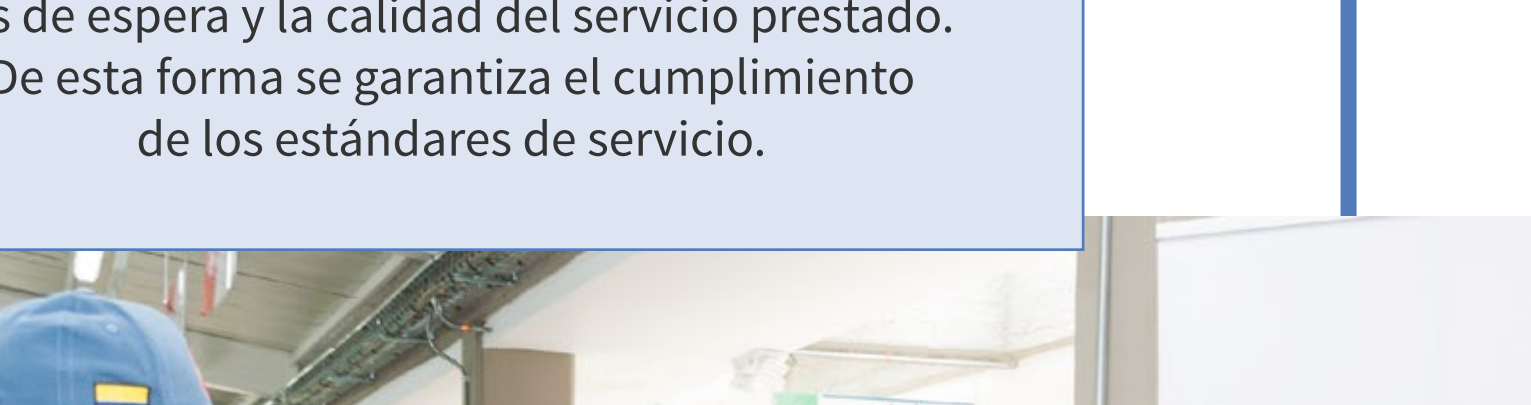 de espera y la calidad del servicio prestado.
De esta forma se garantiza el cumplimiento
de los estándares de servicio.